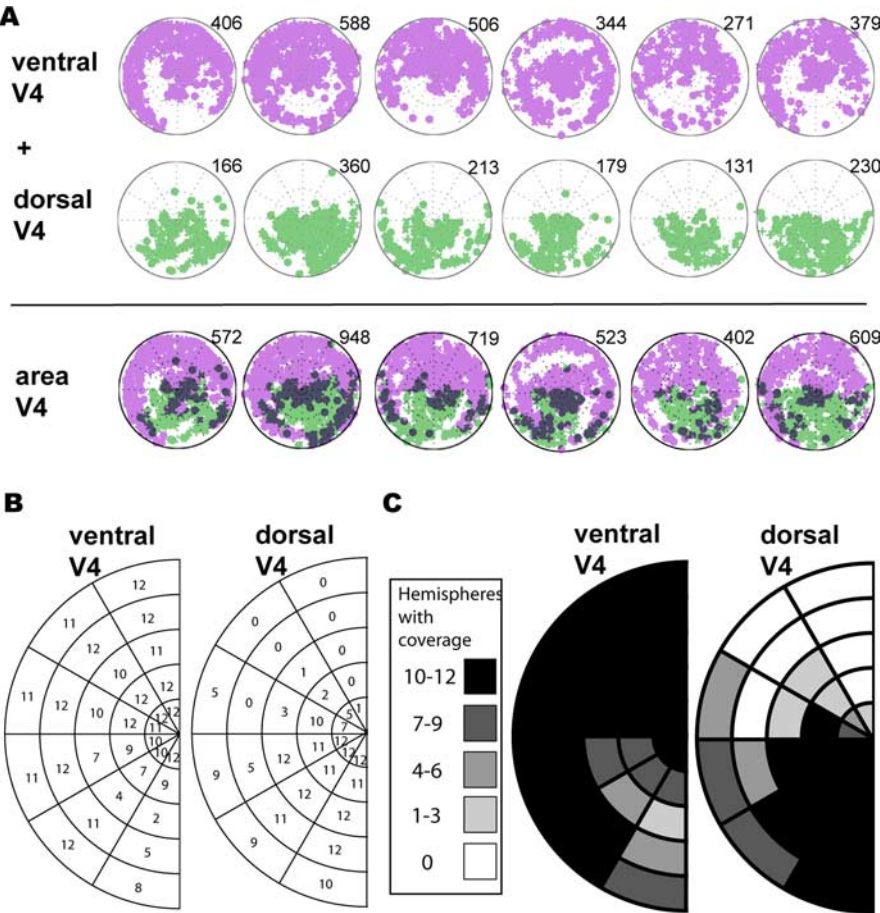 A
406 588 506 344 271 379
ventral
V4
+
166 360 213 179 131 230
dorsal
V4
572 948 719 523 402 609
area
V4
B
ventral
V4
12
11 12
12 11
10 12
11 12 10 12 12
12 12 11
10 10 12
11 12 7 9
7 9
4 2
11 5
12 8
dorsal
V4
0
0 0
0 0
1 0
5 0 3 10 2
1 5 7
12 12 12
9 5 12 11
11 11
12 11
11 12
9 10
C
Hemispheres
with
coverage
10-12
7-9
4-6
1-3
0
ventral
V4
dorsal
V4